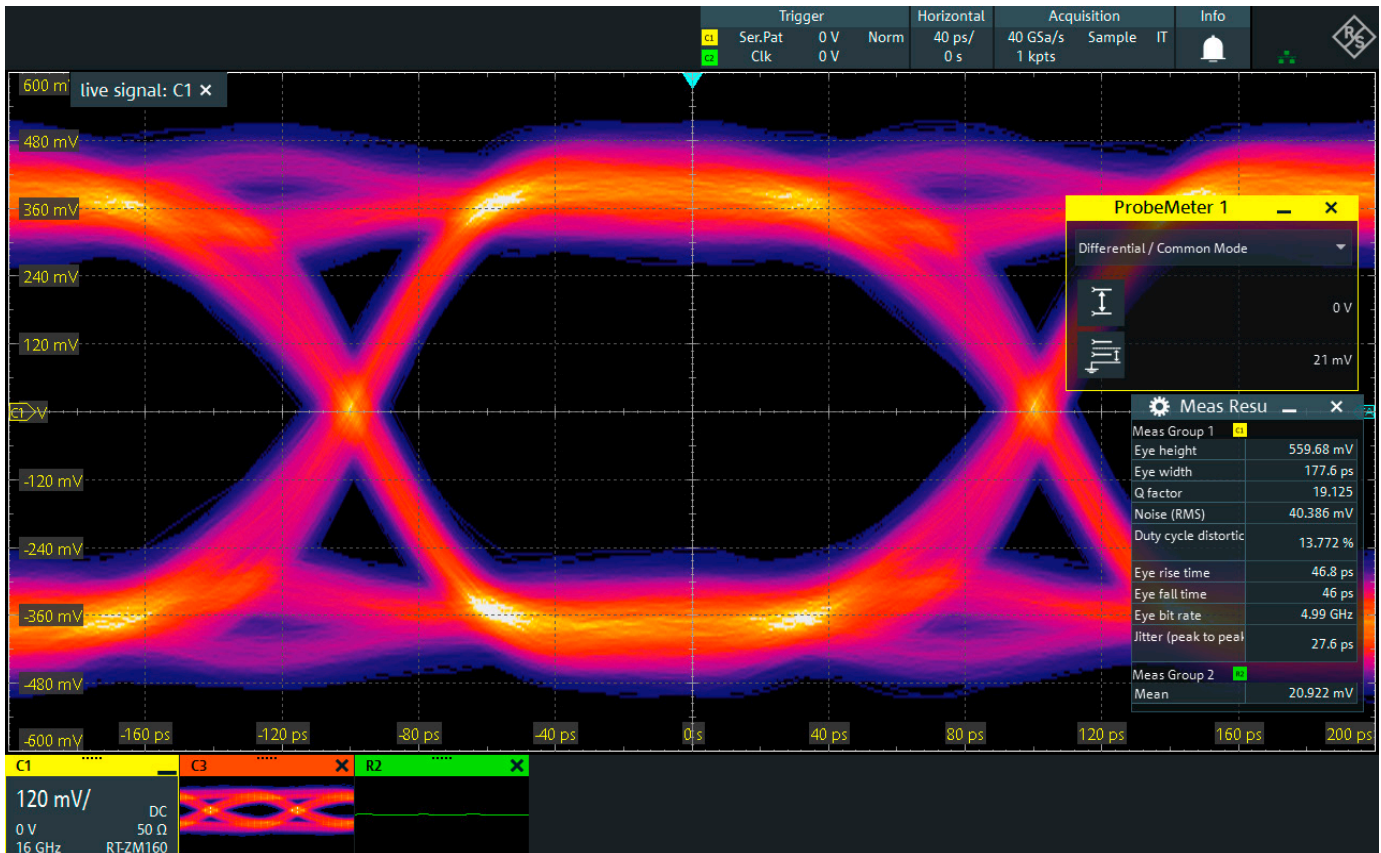 Trigger
Horizontal
Acquisition
Info
C1 Ser.Pat 0 V Norm
40 ps/
40 GSa/s Sample IT
C2 Clk 0 V
0 s
1 kpts
R&S
600 m
live signal: C1 ×
480 mV
360 mV
240 mV
120 mV
C1 V
-120 mV
-240 mV
-360 mV
-480 mV
-600 mV
-160 ps -120 ps -80 ps -40 ps 0 s 40 ps 80 ps 120 ps 160 ps 200 ps
ProbeMeter 1
Differential / Common Mode
0 V
21 mV
Meas Resu
Meas Group 1 C1
Eye height 559.68 mV
Eye width 177.6 ps
Q factor 19.125
Noise (RMS) 40.386 mV
Duty cycle distortic 13.772 %
Eye rise time 46.8 ps
Eye fall time 46 ps
Eye bit rate 4.99 GHz
Jitter (peak to peak 27.6 ps
Meas Group 2 R2
Mean 20.922 mV
C1
120 mV/
DC
0 V 50 Ω
16 GHz RT-ZM160
C3
R2